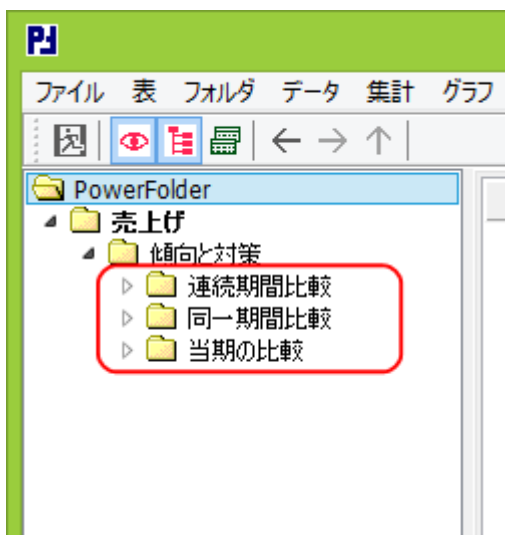 ファイル 表 フォルダ データ 集計 グラフ
PowerFolder
売上げ
傾向と対策
連続期間比較
同一期間比較
当期の比較